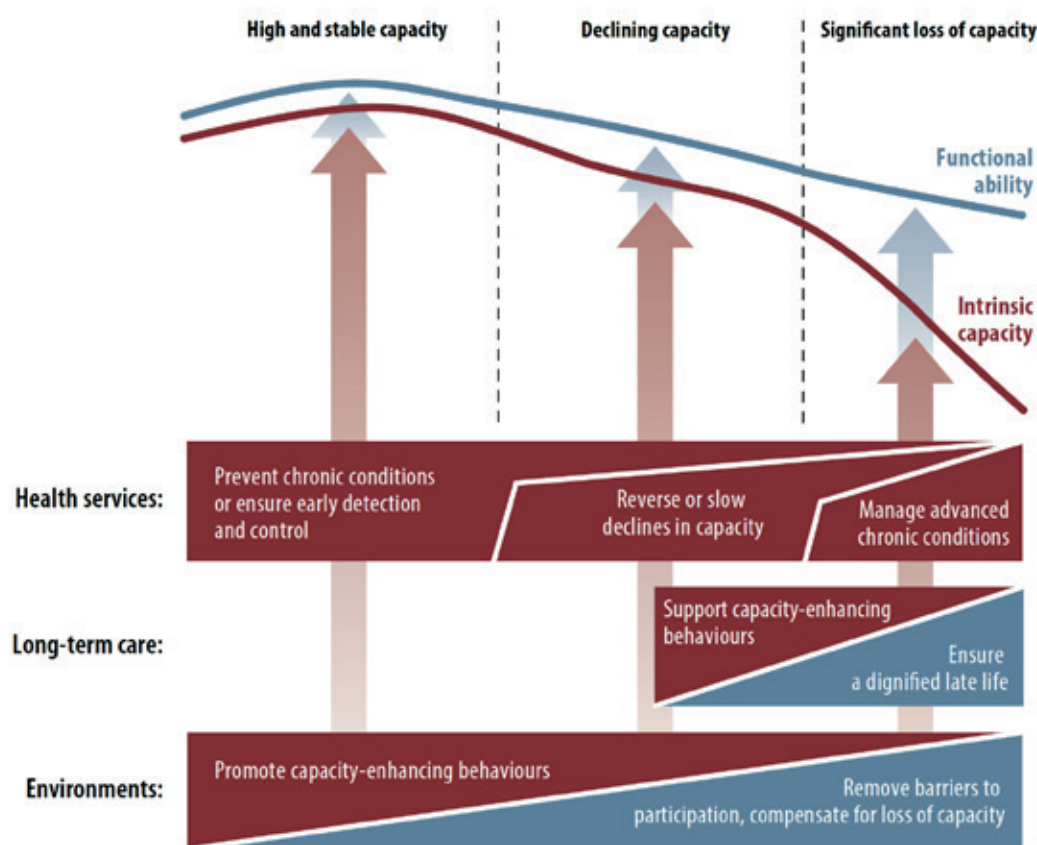 High and stable capacity
Declining capacity
Significant loss of capacity
Functional
ability
Intrinsic
capacity
Health services:
Prevent chronic conditions
or ensure early detection
and control
Reverse or slow
declines in capacity
Manage advanced
chronic conditions
Long-term care:
Support capacity-enhancing
behaviours
Ensure
a dignified late life
Environments:
Promote capacity-enhancing behaviours
Remove barriers to
participation, compensate for loss of capacity